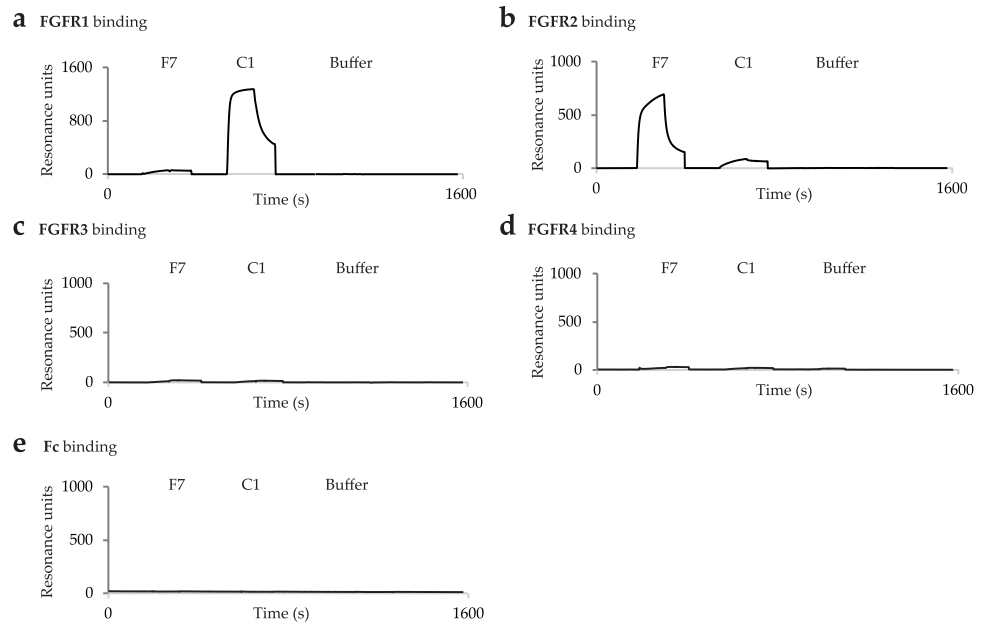 a FGFR1 binding
F7 C1 Buffer
Resonance units
1600
800
0
0 1600
Time (s)
b FGFR2 binding
F7 C1 Buffer
Resonance units
1000
500
0
0 1600
Time (s)
c FGFR3 binding
F7 C1 Buffer
Resonance units
1000
500
0
0 1600
Time (s)
d FGFR4 binding
F7 C1 Buffer
Resonance units
1000
500
0
0 1600
Time (s)
e Fc binding
F7 C1 Buffer
Resonance units
1000
500
0
0 1600
Time (s)